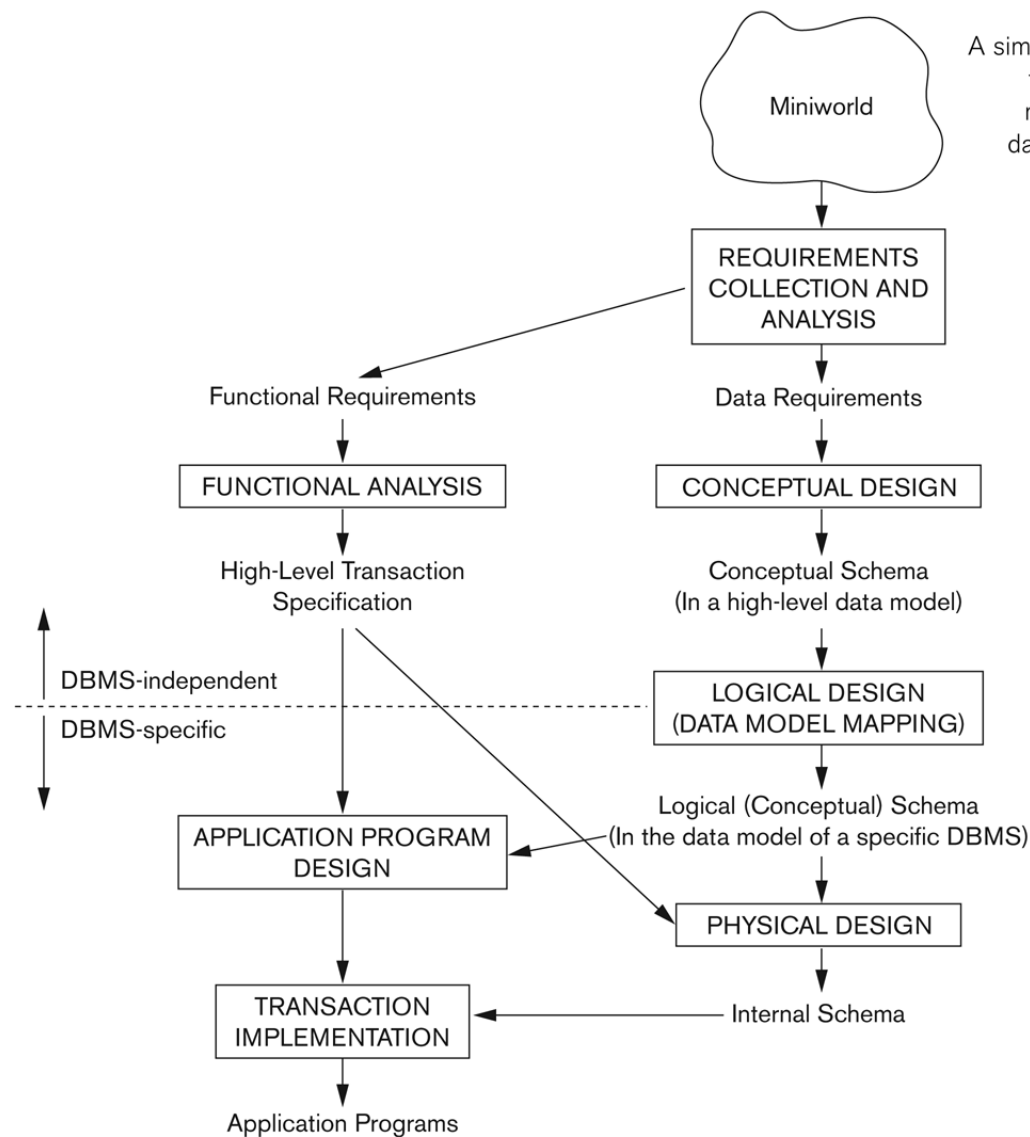 A sim
Miniworld
da
REQUIREMENTS
COLLECTION AND
ANALYSIS
Functional Requirements
Data Requirements
FUNCTIONAL ANALYSIS
CONCEPTUAL DESIGN
High-Level Transaction
Specification
Conceptual Schema
(In a high-level data model)
DBMS-independent
DBMS-specific
LOGICAL DESIGN
(DATA MODEL MAPPING)
Logical (Conceptual) Schema
(In the data model of a specific DBMS)
APPLICATION PROGRAM
DESIGN
PHYSICAL DESIGN
TRANSACTION
IMPLEMENTATION
Internal Schema
Application Programs